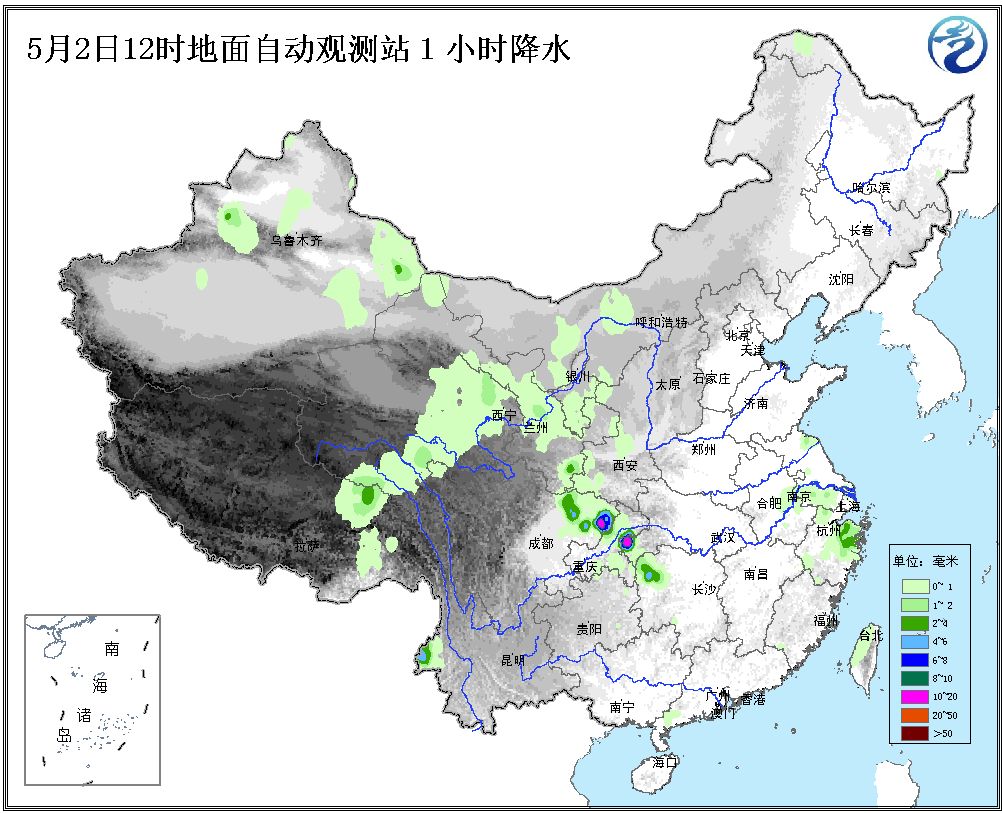 5月2日12时地面自动观测站1小时降水
哈尔滨
长春
乌鲁木齐
沈阳
呼和浩特
北京
天津
银川
太原
石家庄
济南
西宁
兰州
郑州
西安
合肥
南京
上海
杭州
成都
武汉
拉萨
重庆
南昌
长沙
福州
贵阳
台北
昆明
南宁
广州
香港
澳门
海口
南
海
诸
岛
单位：毫米
0~ 1
1~ 2
2~4
4~6
6~8
8~10
10~20
20~50
>50